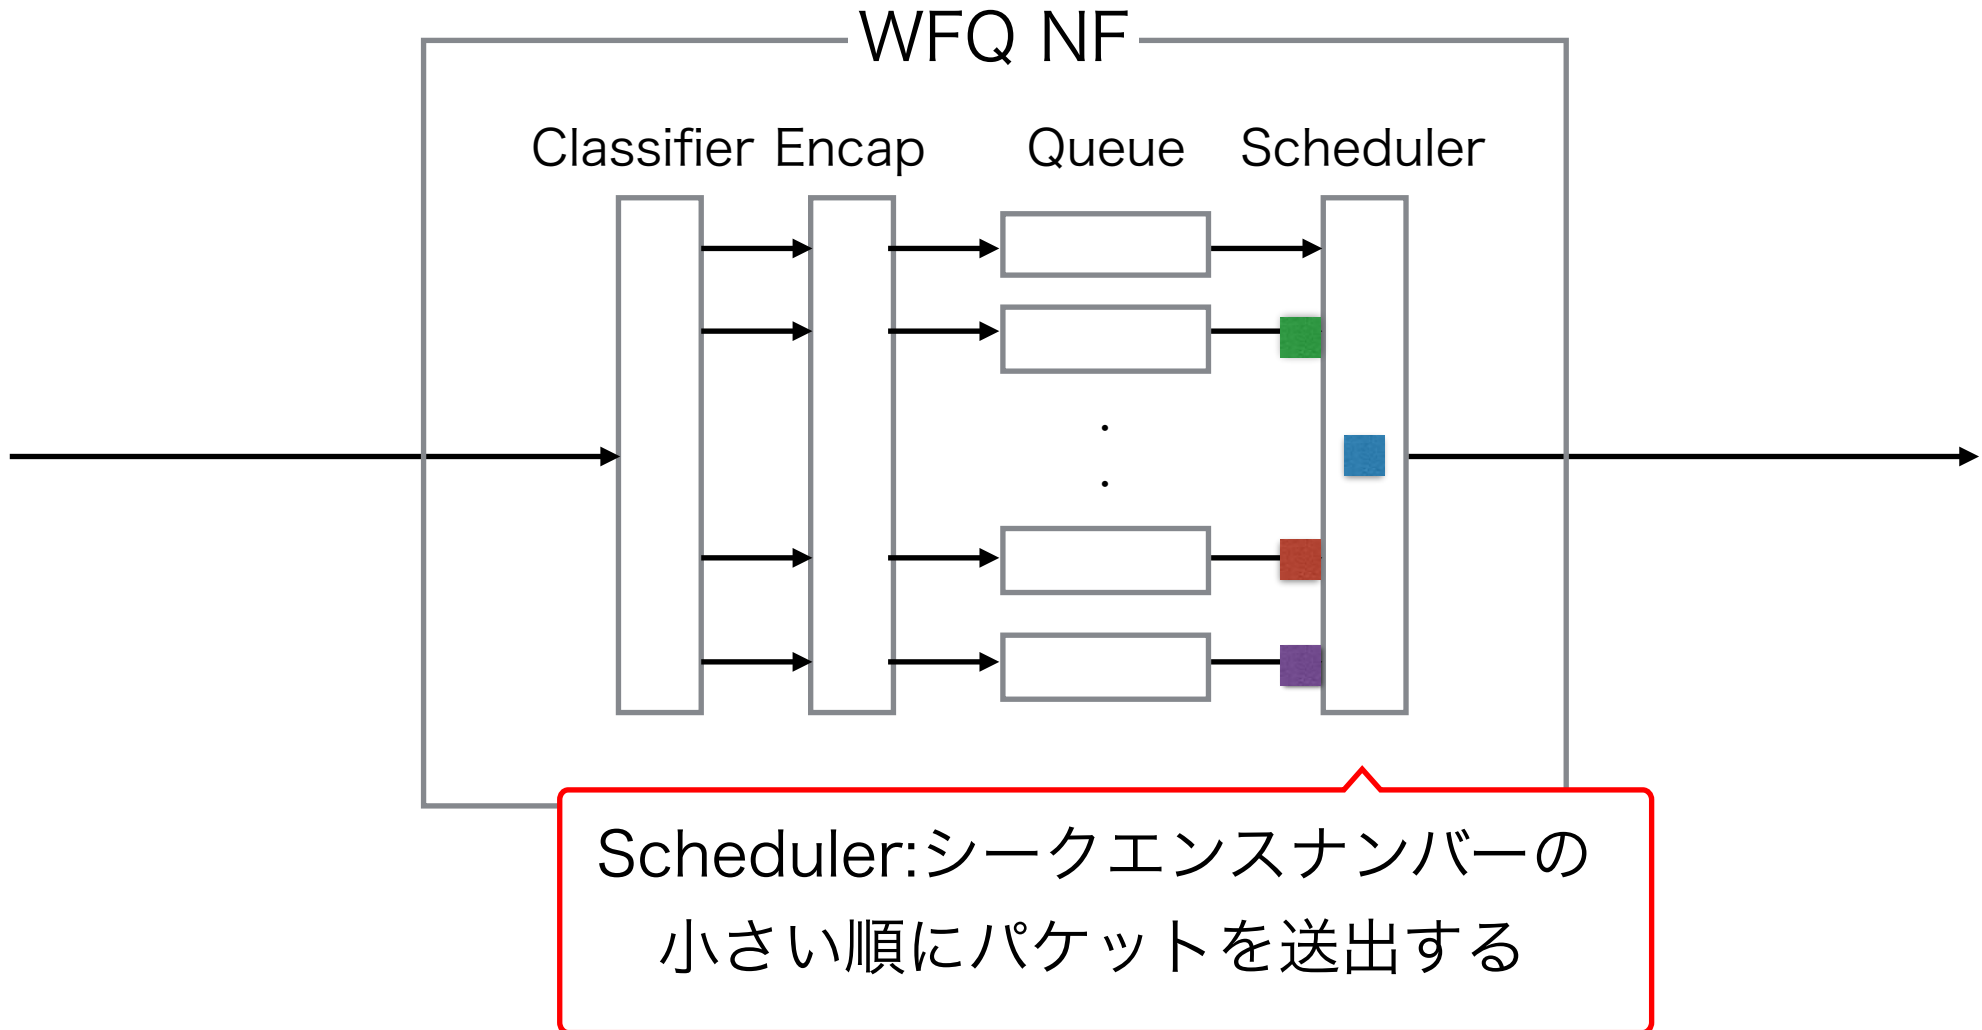 WFQ NF
Classifier Encap Queue Scheduler
Scheduler:シークエンスナンバーの
小さい順にパケットを送出する